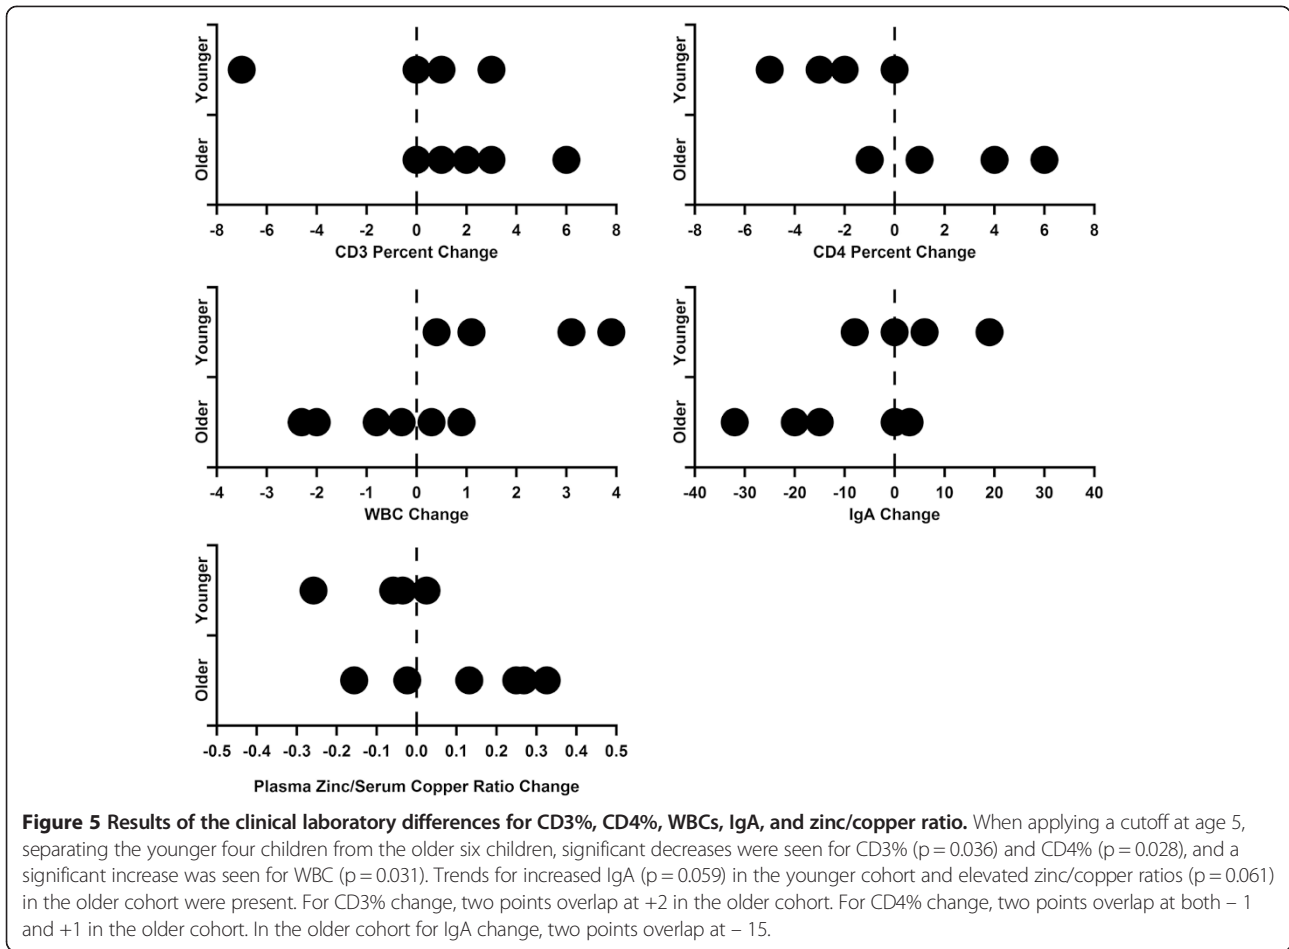 Younger
Older
-8 -6 -4 -2 0 2 4 6 8
CD3 Percent Change
Younger
Older
-8 -6 -4 -2 0 2 4 6 8
CD4 Percent Change
Younger
Older
-4 -3 -2 -1 0 1 2 3 4
WBC Change
Younger
Older
-40 -30 -20 -10 0 10 20 30 40
IgA Change
Younger
Older
-0.5 -0.4 -0.3 -0.2 -0.1 0.0 0.1 0.2 0.3 0.4 0.5
Plasma Zinc/Serum Copper Ratio Change
Figure 5 Results of the clinical laboratory differences for CD3%, CD4%, WBCs, IgA, and zinc/copper ratio. When applying a cutoff at age 5,
separating the younger four children from the older six children, significant decreases were seen for CD3% (p = 0.036) and CD4% (p = 0.028), and a
significant increase was seen for WBC (p = 0.031). Trends for increased IgA (p = 0.059) in the younger cohort and elevated zinc/copper ratios (p = 0.061)
in the older cohort were present. For CD3% change, two points overlap at +2 in the older cohort. For CD4% change, two points overlap at both – 1
and +1 in the older cohort. In the older cohort for IgA change, two points overlap at – 15.